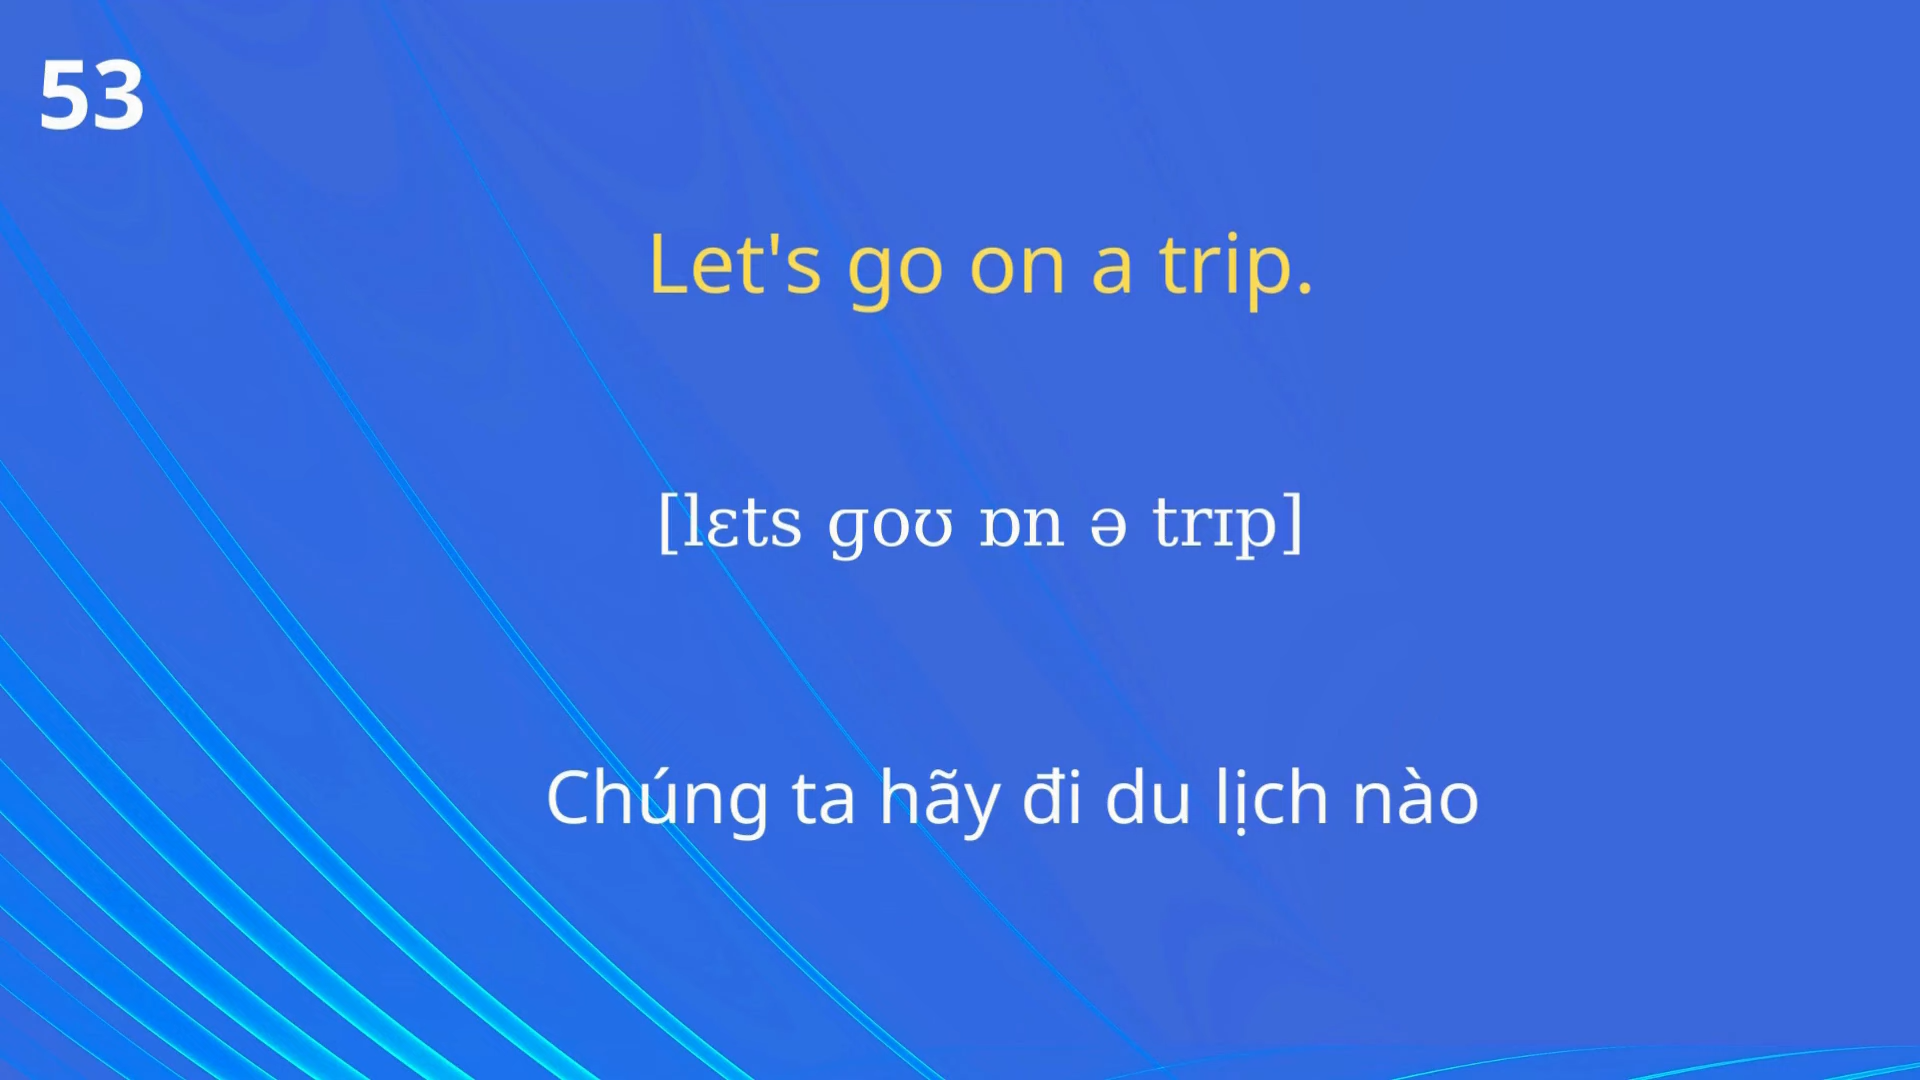 53
Let's go on a trip.
[lɛts ɡoʊ ɒn ə trɪp]
Chúng ta hãy đi du lịch nào